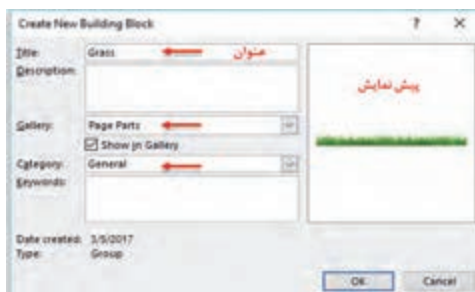 Create New Building Block ? ×
Title: Grass عنوان
Description:
پیش نمایش
Gallery: Page Parts
Show in Gallery
Category: General
Keywords:
Date created: 3/5/2017
Type: Group
OK Cancel